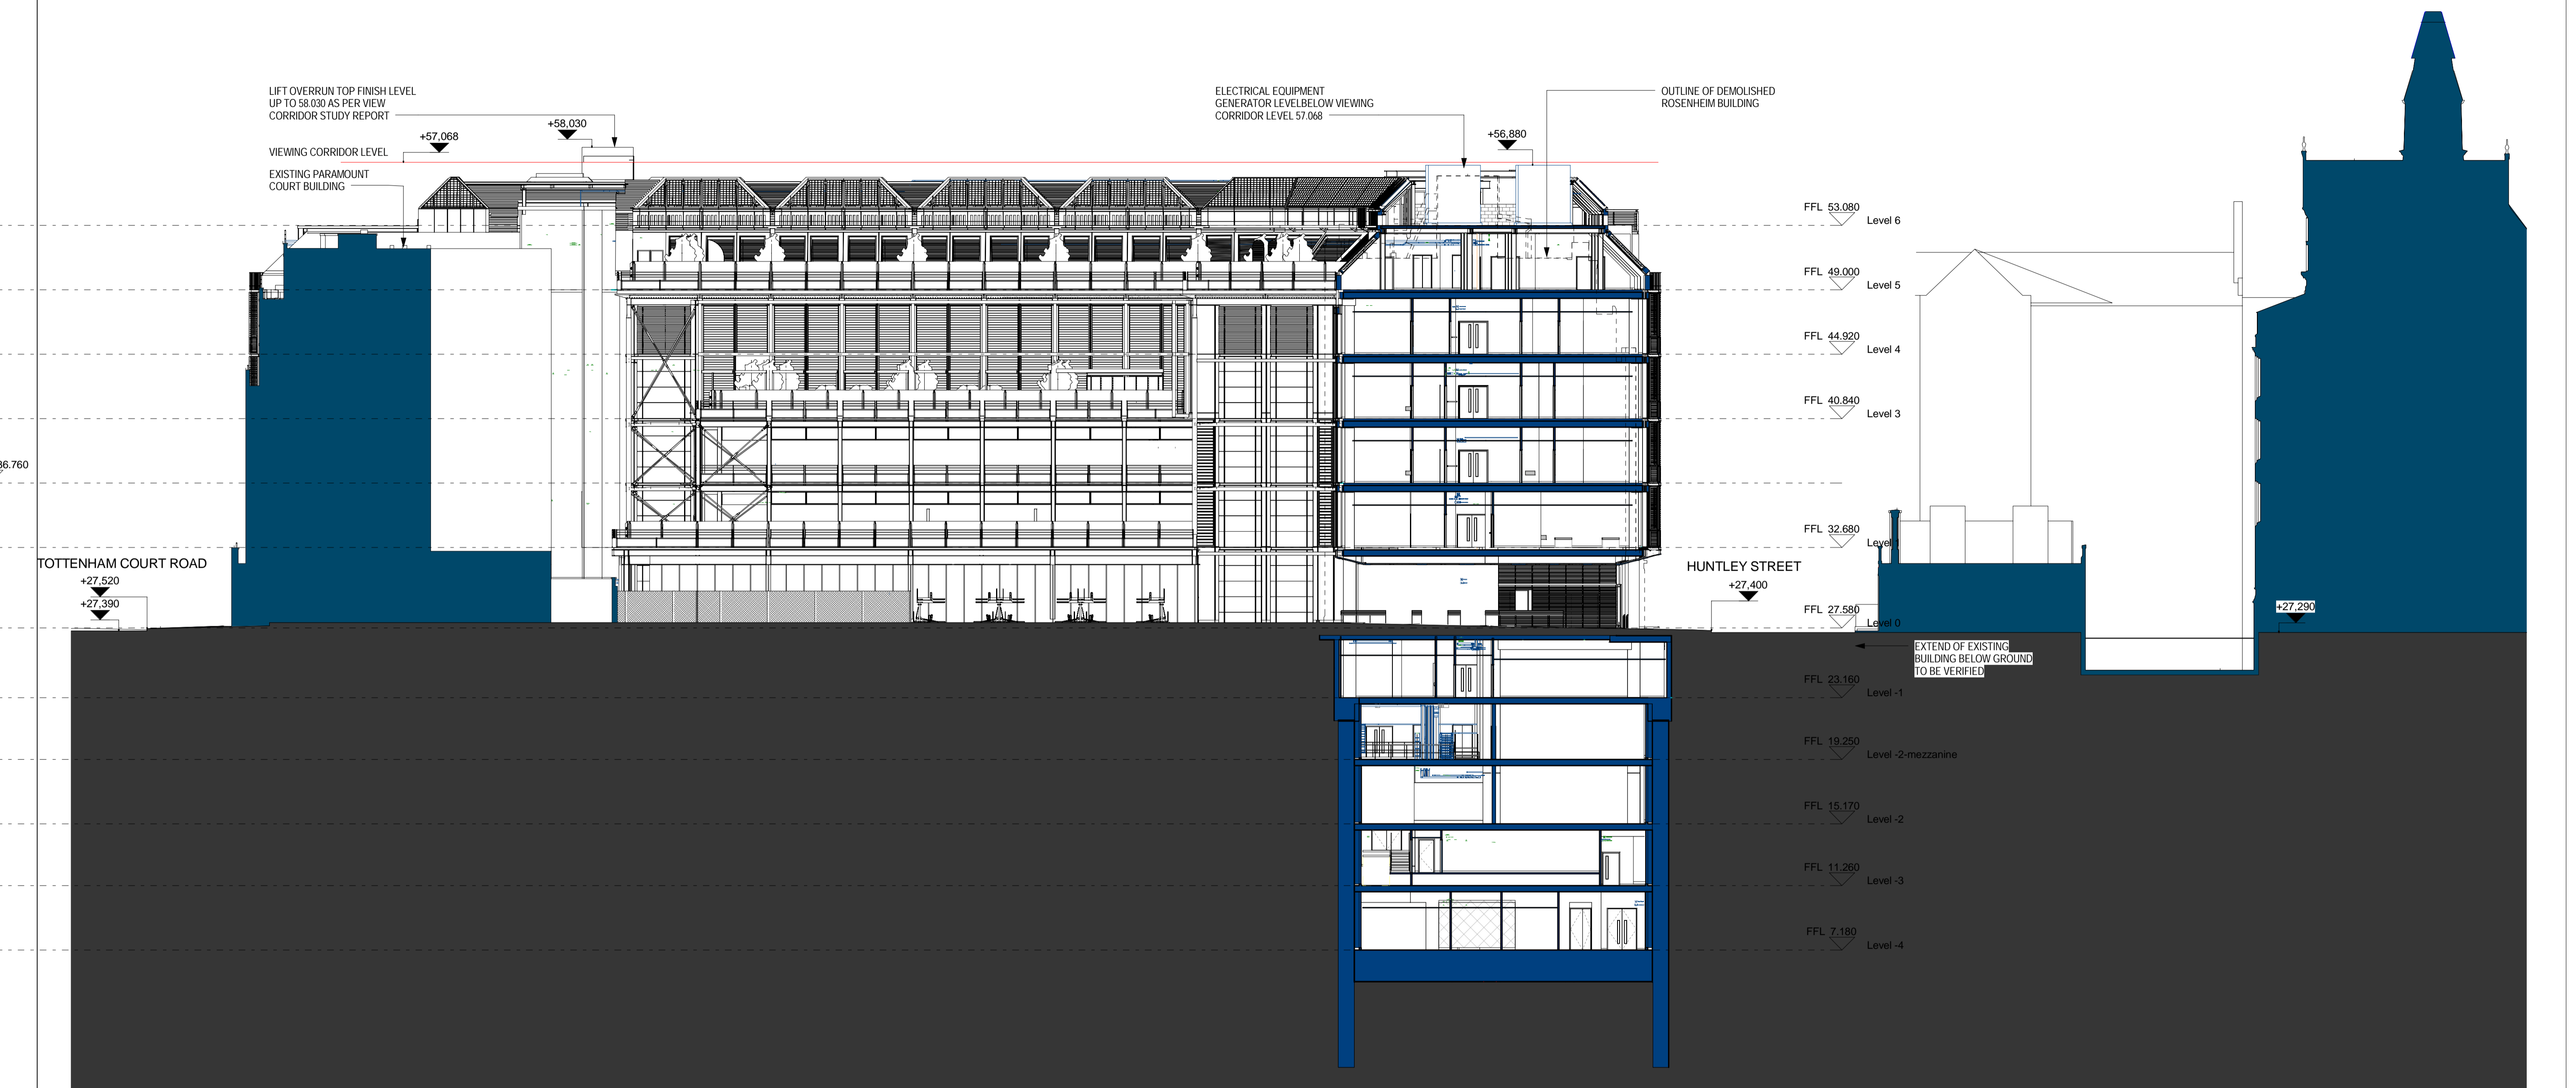 LIFT OVERRUN TOP FINISH LEVEL
UP TO 58.030 AS PER VIEW
CORRIDOR STUDY REPORT
+58,030
+57,068
VIEWING CORRIDOR LEVEL
EXISTING PARAMOUNT
COURT BUILDING
ELECTRICAL EQUIPMENT
GENERATOR LEVELBELOW VIEWING
CORRIDOR LEVEL 57.068
+56,880
OUTLINE OF DEMOLISHED
ROSENHEIM BUILDING
FFL 53.080
Level 6
FFL 49.000
Level 5
FFL 44.920
Level 4
FFL 40.840
Level 3
36.760
FFL 32.680
Level 1
TOTTENHAM COURT ROAD
+27,520
+27,390
HUNTLEY STREET
+27,400
FFL 27.580
Level 0
+27,290
EXTEND OF EXISTING
BUILDING BELOW GROUND
TO BE VERIFIED
FFL 23.160
Level -1
FFL 19.250
Level -2-mezzanine
FFL 15.170
Level -2
FFL 11.260
Level -3
FFL 7.180
Level -4